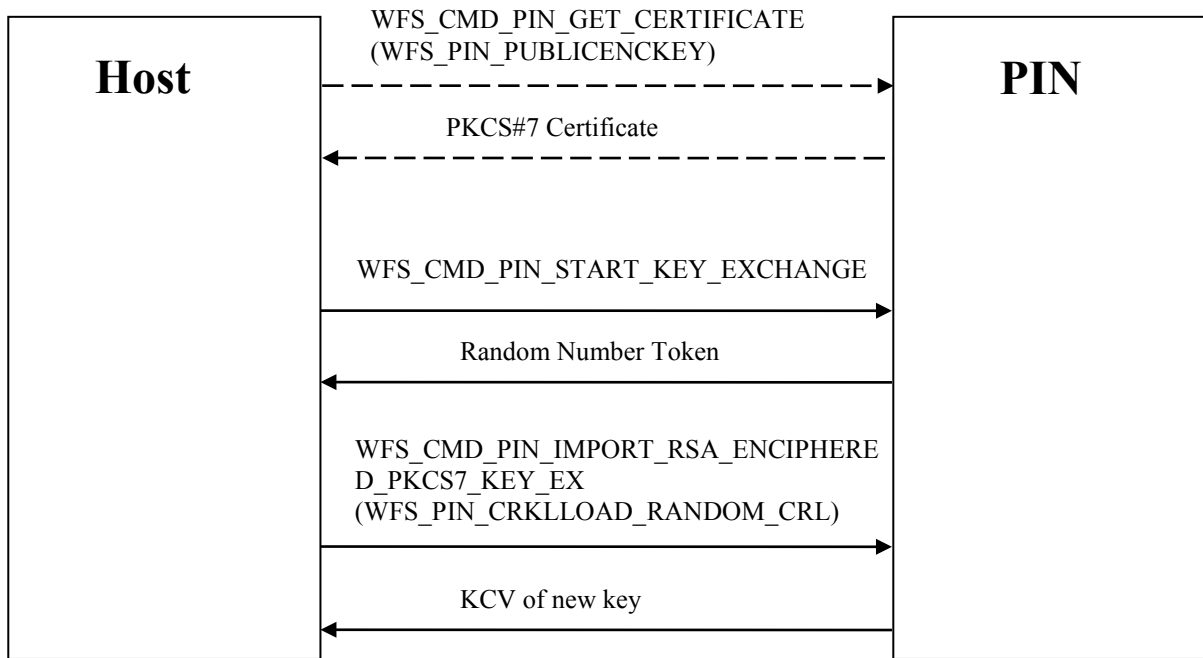 WFS_CMD_PIN_GET_CERTIFICATE
(WFS_PIN_PUBLICENCKEY)
Host
PIN
PKCS#7 Certificate
WFS_CMD_PIN_START_KEY_EXCHANGE
Random Number Token
WFS_CMD_PIN_IMPORT_RSA_ENCIPHERE
D_PKCS7_KEY_EX
(WFS_PIN_CRKLLOAD_RANDOM_CRL)
KCV of new key